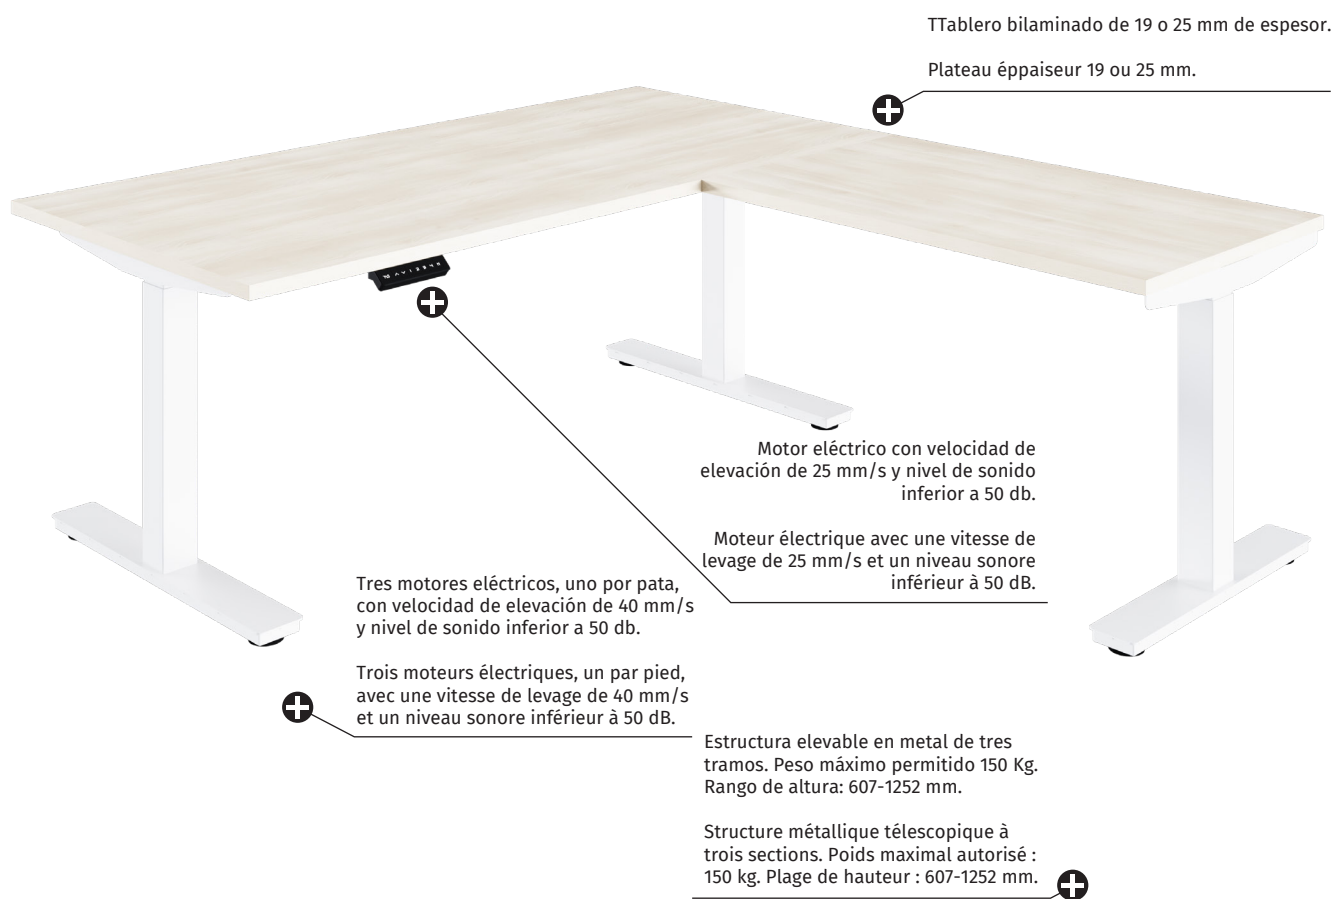 TTablero bilaminado de 19 o 25 mm de espesor.
Plateau éppaiseur 19 ou 25 mm.
Motor eléctrico con velocidad de
elevación de 25 mm/s y nivel de sonido
inferior a 50 db.
Moteur électrique avec une vitesse de
levage de 25 mm/s et un niveau sonore
inférieur à 50 dB.
Tres motores eléctricos, uno por pata,
con velocidad de elevación de 40 mm/s
y nivel de sonido inferior a 50 db.
Trois moteurs électriques, un par pied,
avec une vitesse de levage de 40 mm/s
et un niveau sonore inférieur à 50 dB.
Estructura elevable en metal de tres
tramos. Peso máximo permitido 150 Kg.
Rango de altura: 607-1252 mm.
Structure métallique télescopique à
trois sections. Poids maximal autorisé :
150 kg. Plage de hauteur : 607-1252 mm.